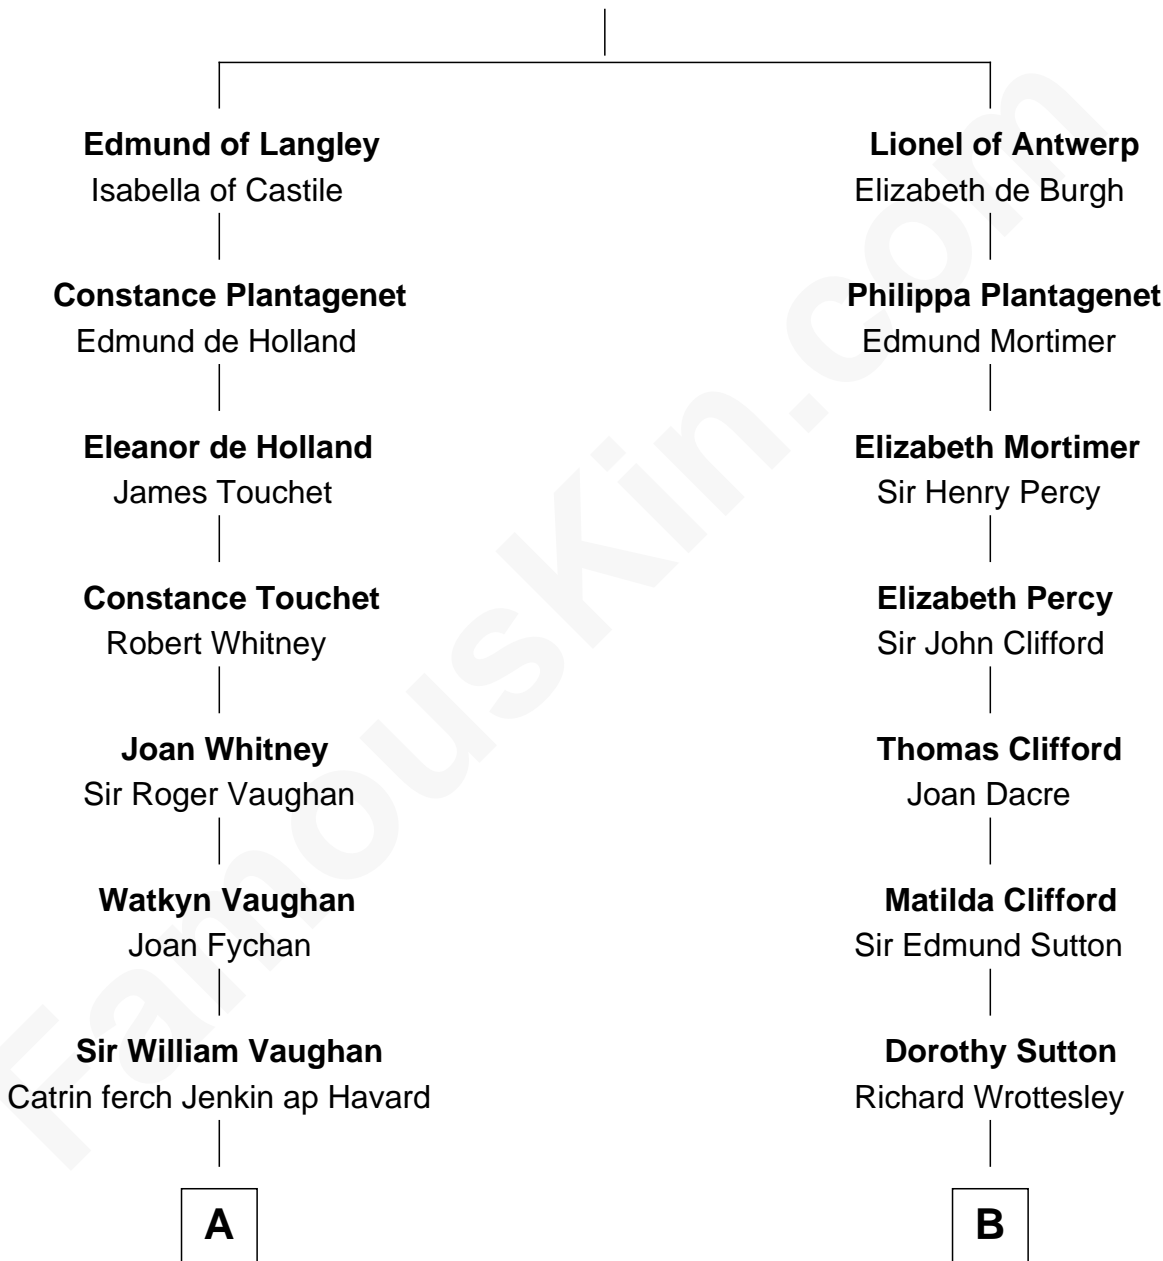 Edmund of Langley
Isabella of Castile
Constance Plantagenet
Edmund de Holland
Eleanor de Holland
James Touchet
Constance Touchet
Robert Whitney
Joan Whitney
Sir Roger Vaughan
Watkyn Vaughan
Joan Fychan
Sir William Vaughan
Catrin ferch Jenkin ap Havard
A
Lionel of Antwerp
Elizabeth de Burgh
Philippa Plantagenet
Edmund Mortimer
Elizabeth Mortimer
Sir Henry Percy
Elizabeth Percy
Sir John Clifford
Thomas Clifford
Joan Dacre
Matilda Clifford
Sir Edmund Sutton
Dorothy Sutton
Richard Wrottesley
B
FamousKin.com